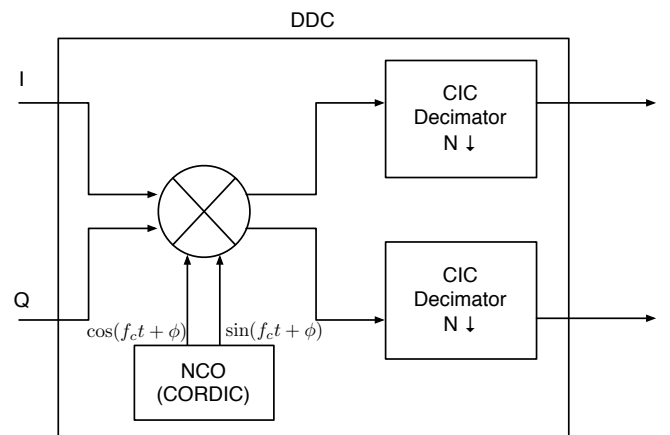 DDC
I
CIC
Decimator
N ↓
Q
CIC
Decimator
N ↓
cos(f_c t + ϕ)
sin(f_c t + ϕ)
NCO
(CORDIC)